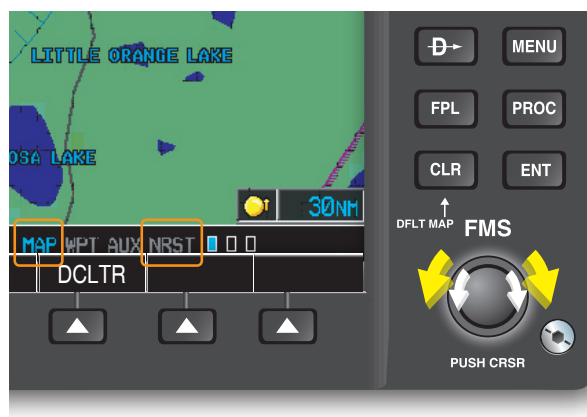 LITTLE ORANGE LAKE
OSA LAKE
30NM
MAP WPT AUX NRST
DCLTR
D
MENU
FPL
PROC
CLR
ENT
DFLT MAP
FMS
PUSH CRSR